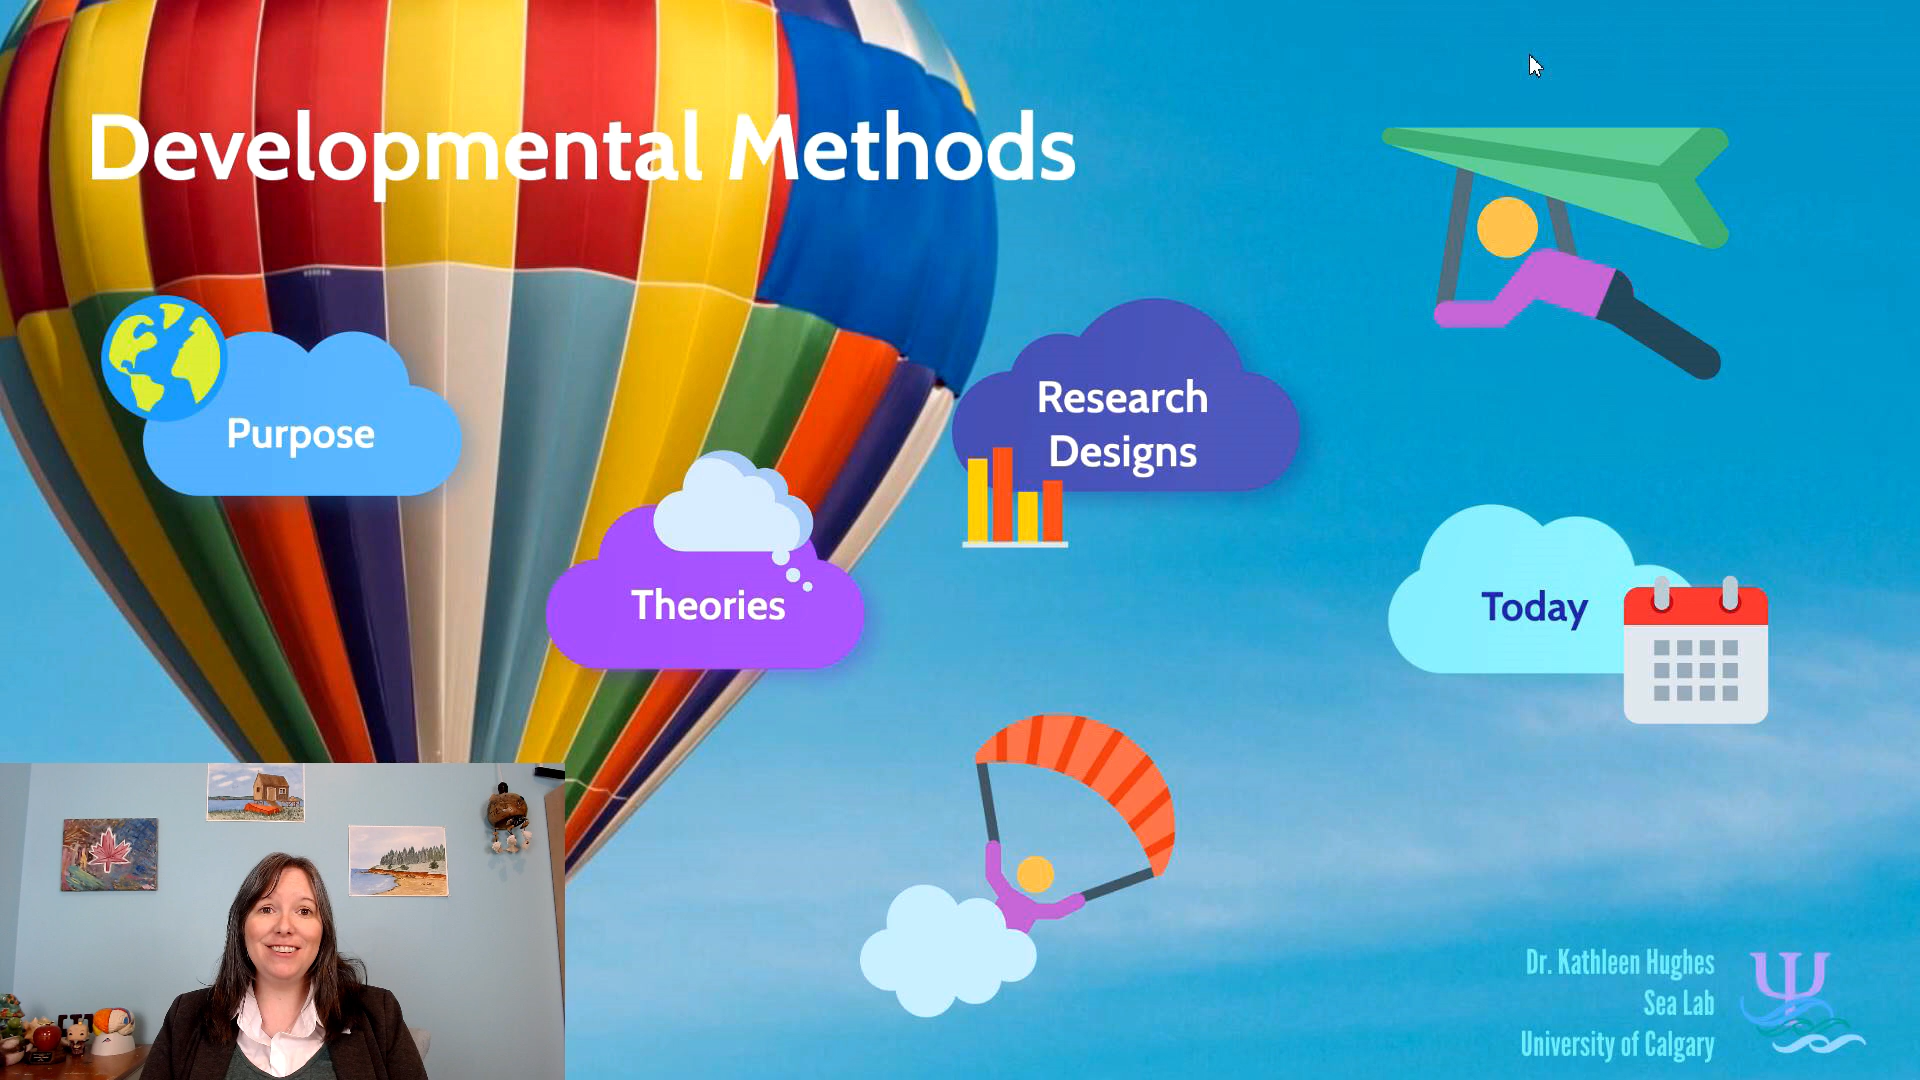 Developmental Methods
Purpose
Theories
Research
Designs
Today
Dr. Kathleen Hughes
Sea Lab
University of Calgary